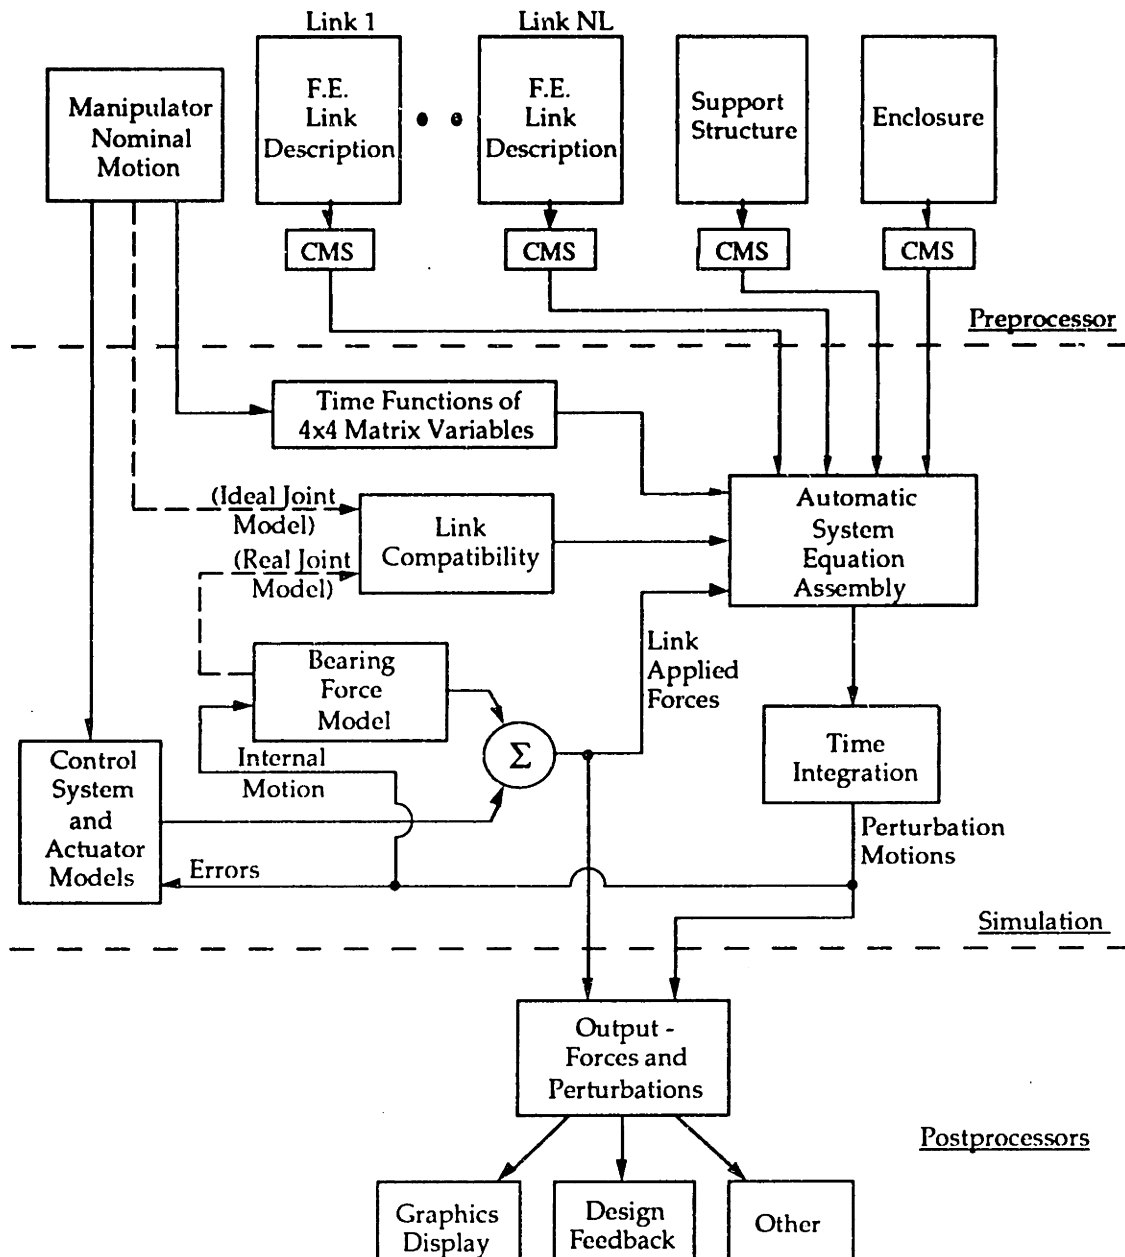 Link 1
Link NL
Manipulator
Nominal
Motion
F.E.
Link
Description
F.E.
Link
Description
Support
Structure
Enclosure
CMS
CMS
CMS
CMS
Preprocessor
Time Functions of
4x4 Matrix Variables
(Ideal Joint
Model)
(Real Joint
Model)
Link
Compatibility
Automatic
System
Equation
Assembly
Link
Applied
Forces
Bearing
Force
Model
Σ
Internal
Motion
Control
System
and
Actuator
Models
Errors
Time
Integration
Perturbation
Motions
Simulation
Output -
Forces and
Perturbations
Postprocessors
Graphics
Display
Design
Feedback
Other